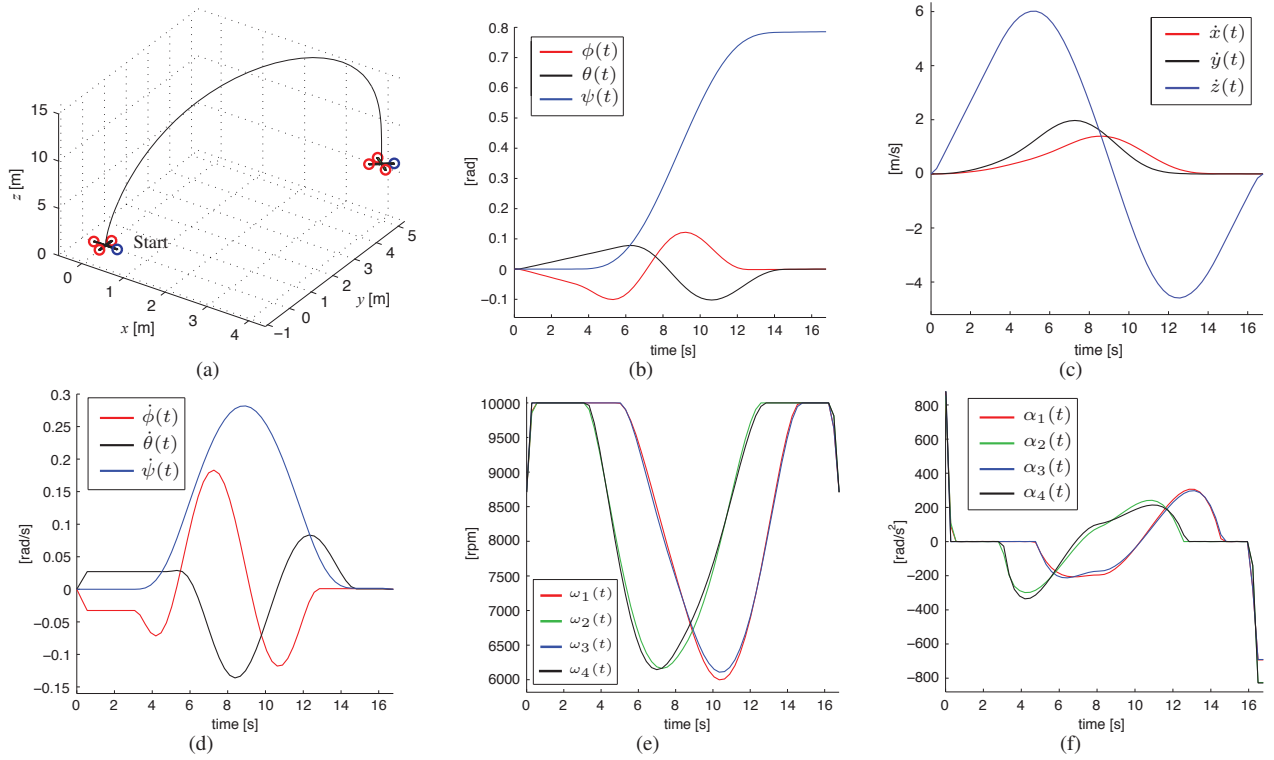 15
10
5
0
z [m]
Start
0
1
2
3
4
x [m]
−1
0
1
2
3
4
5
y [m]
(a)
0.8
0.7
0.6
0.5
0.4
0.3
0.2
0.1
0
−0.1
[rad]
ϕ(t)
θ(t)
ψ(t)
0 2 4 6 8 10 12 14 16
time [s]
(b)
6
4
2
0
−2
−4
[m/s]
ẋ(t)
ẏ(t)
ż(t)
0 2 4 6 8 10 12 14 16
time [s]
(c)
0.3
0.25
0.2
0.15
0.1
0.05
0
−0.05
−0.1
−0.15
[rad/s]
ϕ̇(t)
θ̇(t)
ψ̇(t)
0 2 4 6 8 10 12 14 16
time [s]
(d)
10000
9500
9000
8500
8000
7500
7000
6500
6000
[rpm]
ω₁(t)
ω₂(t)
ω₃(t)
ω₄(t)
0 2 4 6 8 10 12 14 16
time [s]
(e)
800
600
400
200
0
−200
−400
−600
−800
[rad/s²]
α₁(t)
α₂(t)
α₃(t)
α₄(t)
0 2 4 6 8 10 12 14 16
time [s]
(f)